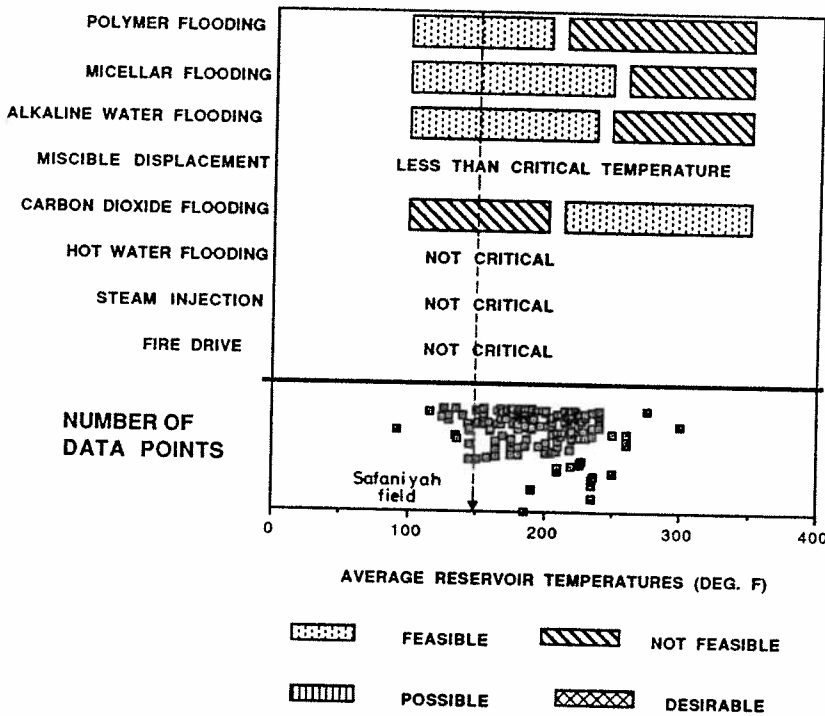 POLYMER FLOODING
MICELLAR FLOODING
ALKALINE WATER FLOODING
MISCIBLE DISPLACEMENT LESS THAN CRITICAL TEMPERATURE
CARBON DIOXIDE FLOODING
HOT WATER FLOODING NOT CRITICAL
STEAM INJECTION NOT CRITICAL
FIRE DRIVE NOT CRITICAL
NUMBER OF
DATA POINTS
Safaniyah
field
0 100 200 300 400
AVERAGE RESERVOIR TEMPERATURES (DEG. F)
FEASIBLE NOT FEASIBLE
POSSIBLE DESIRABLE